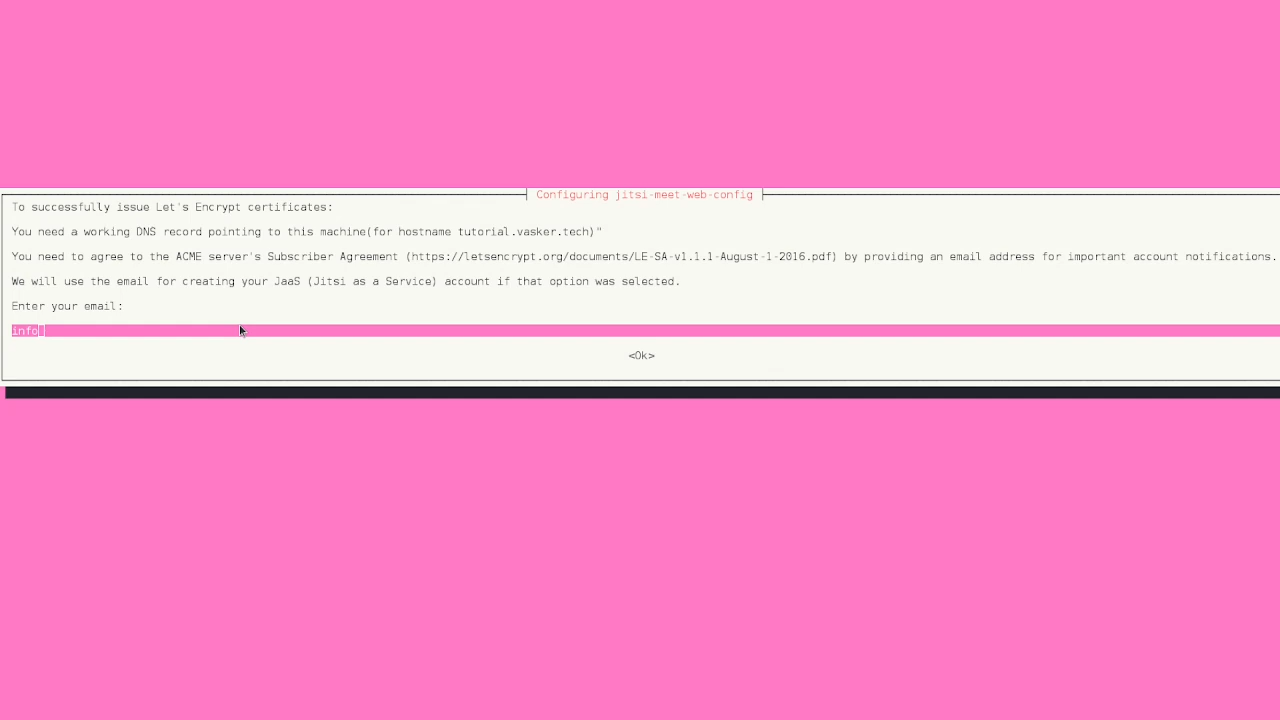 Configuring jitsi-meet-web-config
To successfully issue Let's Encrypt certificates:
You need a working DNS record pointing to this machine(for hostname tutorial.vasker.tech)"
You need to agree to the ACME server's Subscriber Agreement (https://letsencrypt.org/documents/LE-SA-v1.1.1-August-1-2016.pdf) by providing an email address for important account notifications.
We will use the email for creating your JaaS (Jitsi as a Service) account if that option was selected.
Enter your email:
info
<Ok>